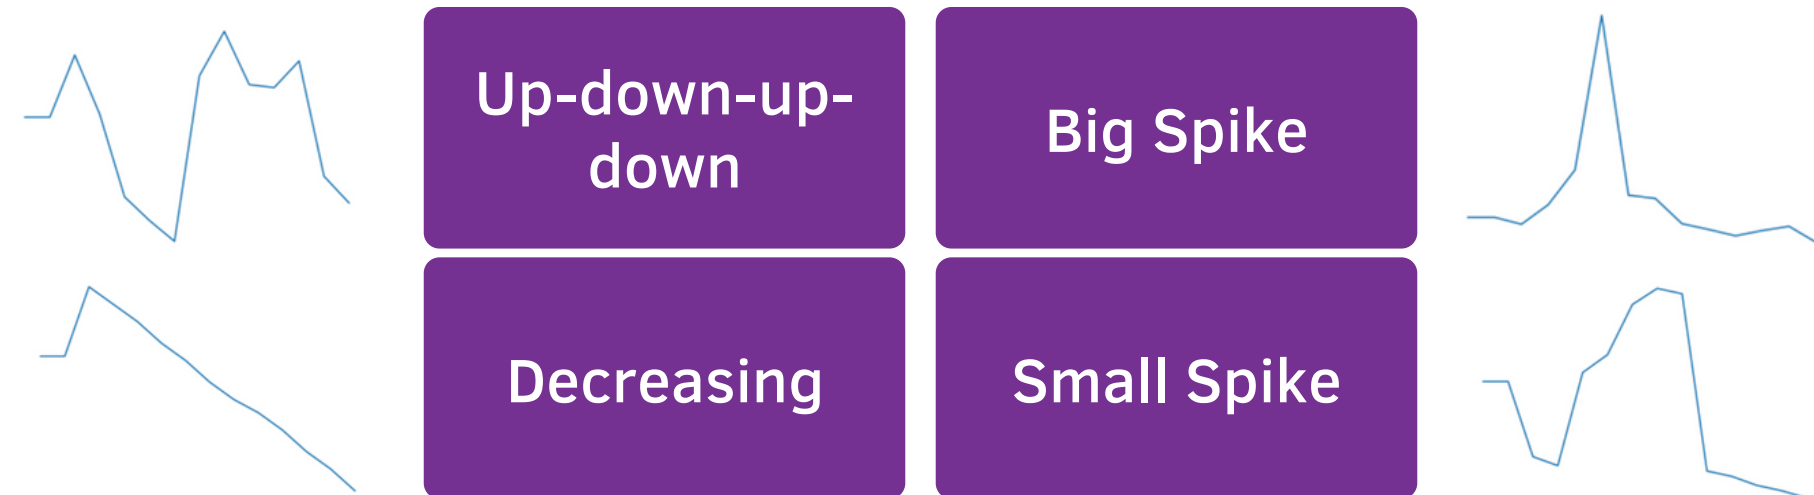 Up-down-up-
down
Big Spike
Decreasing
Small Spike